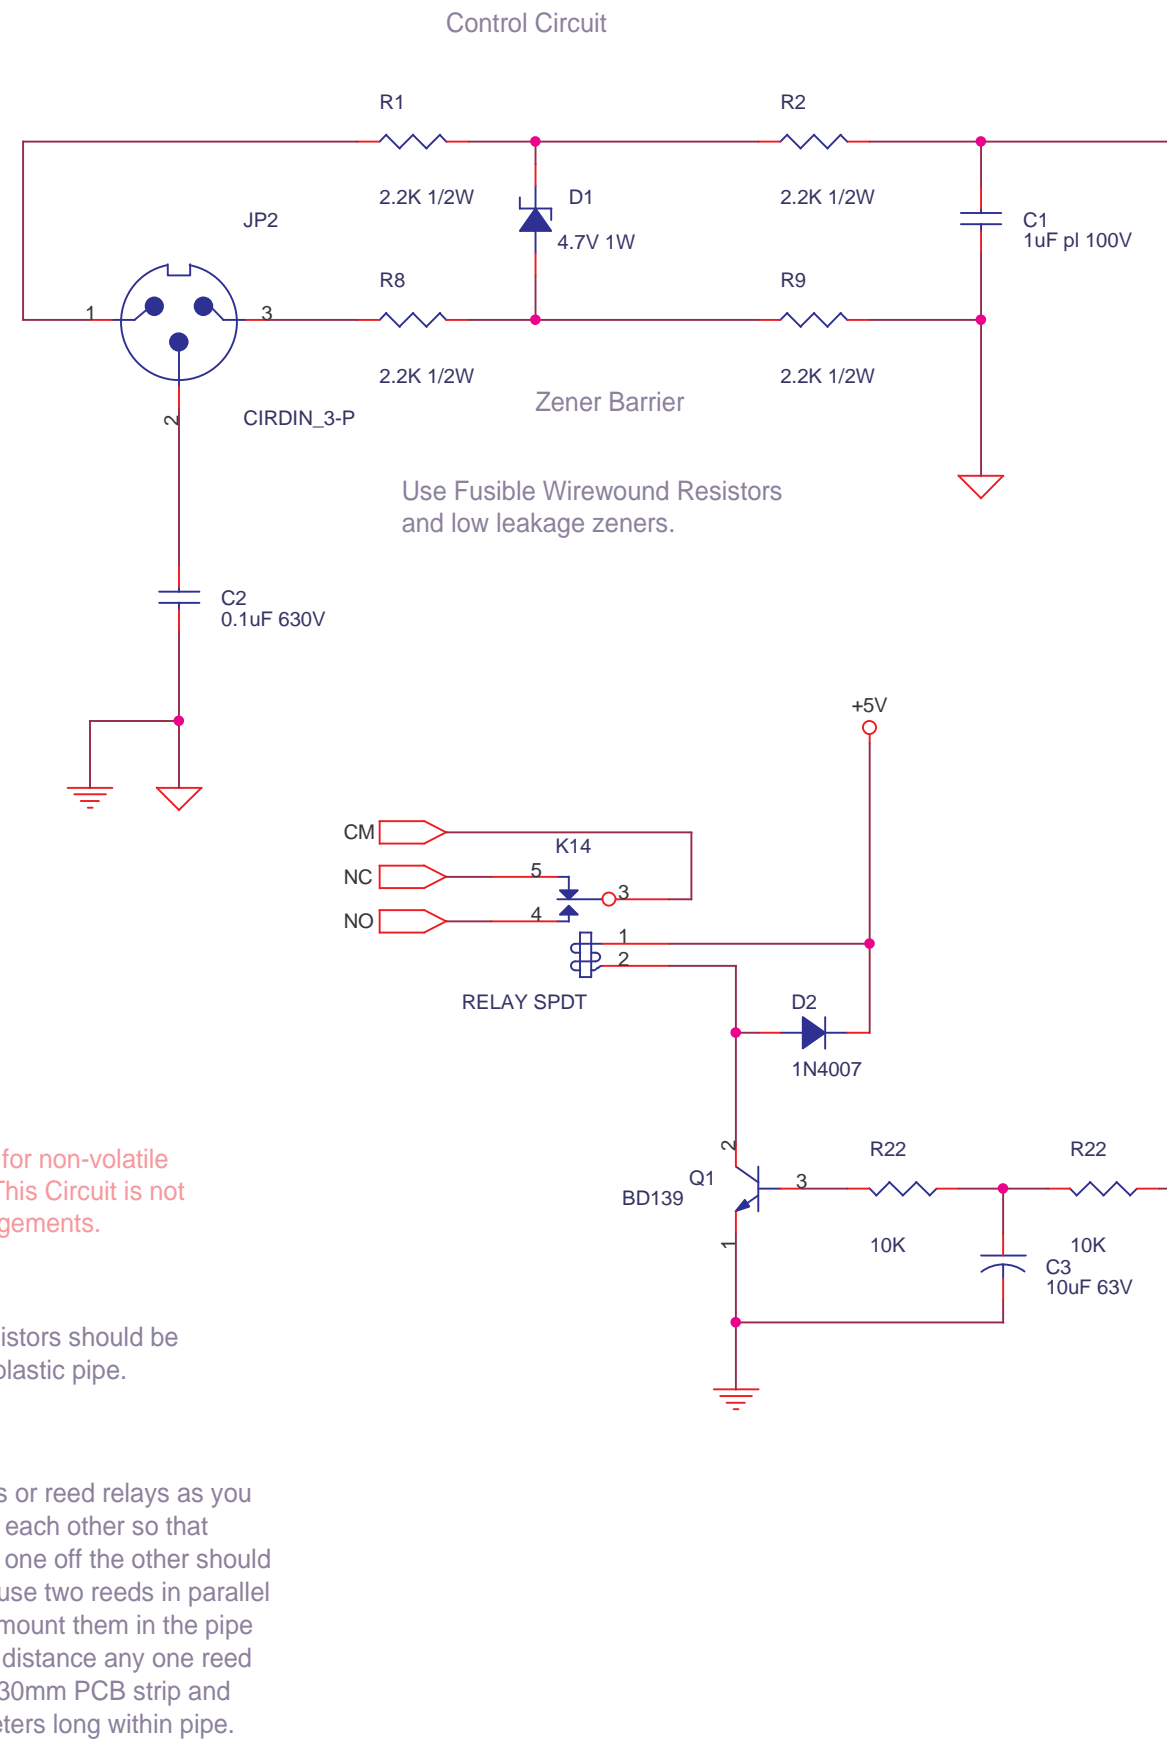 Control Circuit
R1
R2
2.2K 1/2W
D1
2.2K 1/2W
4.7V 1W
C1
1uF pl 100V
JP2
R8
R9
1
3
2.2K 1/2W
2.2K 1/2W
Zener Barrier
2
CIRDIN_3-P
Use Fusible Wirewound Resistors
and low leakage zeners.
C2
0.1uF 630V
+5V
CM
K14
NC
5
3
NO
4
1
2
RELAY SPDT
D2
1N4007
for non-volatile
This Circuit is not
gements.
2
Q1
BD139
3
1
R22
R22
10K
10K
C3
10uF 63V
istors should be
plastic pipe.
s or reed relays as you
each other so that
one off the other should
use two reeds in parallel
mount them in the pipe
distance any one reed
30mm PCB strip and
eters long within pipe.